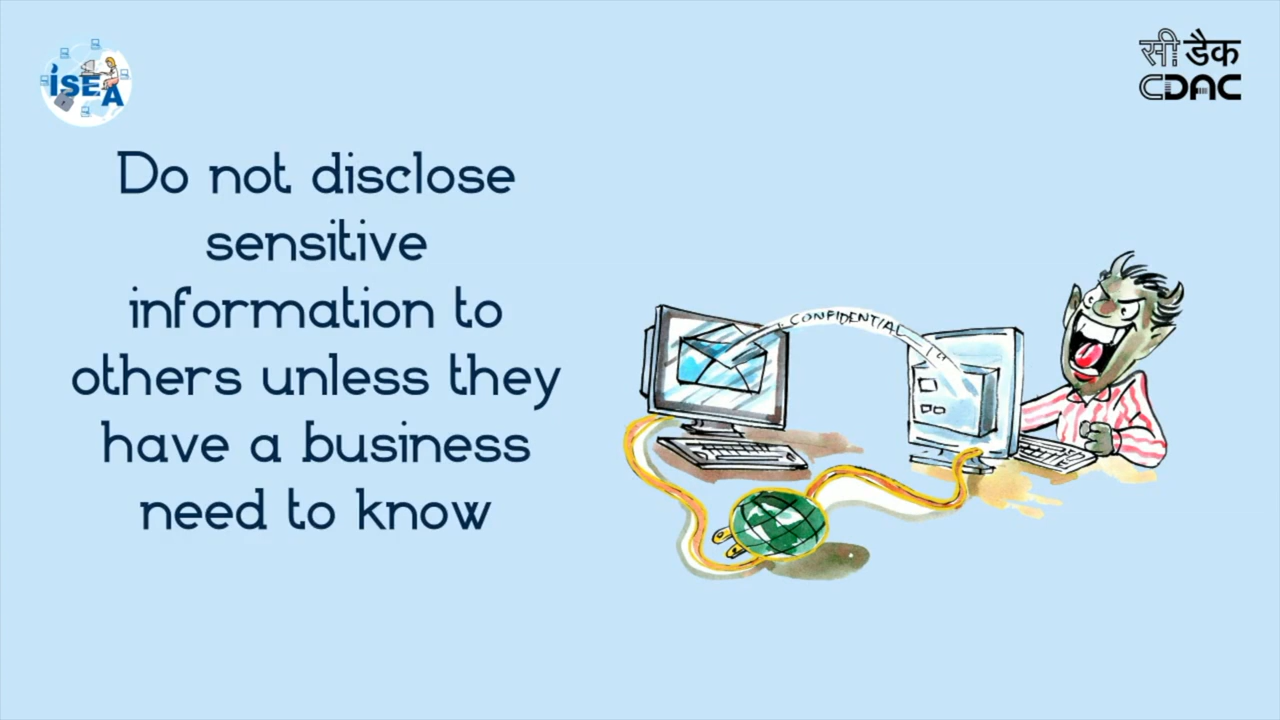 ISEA
सी डैक
CDAC
Do not disclose
sensitive
information to
others unless they
have a business
need to know
CONFIDENTIAL